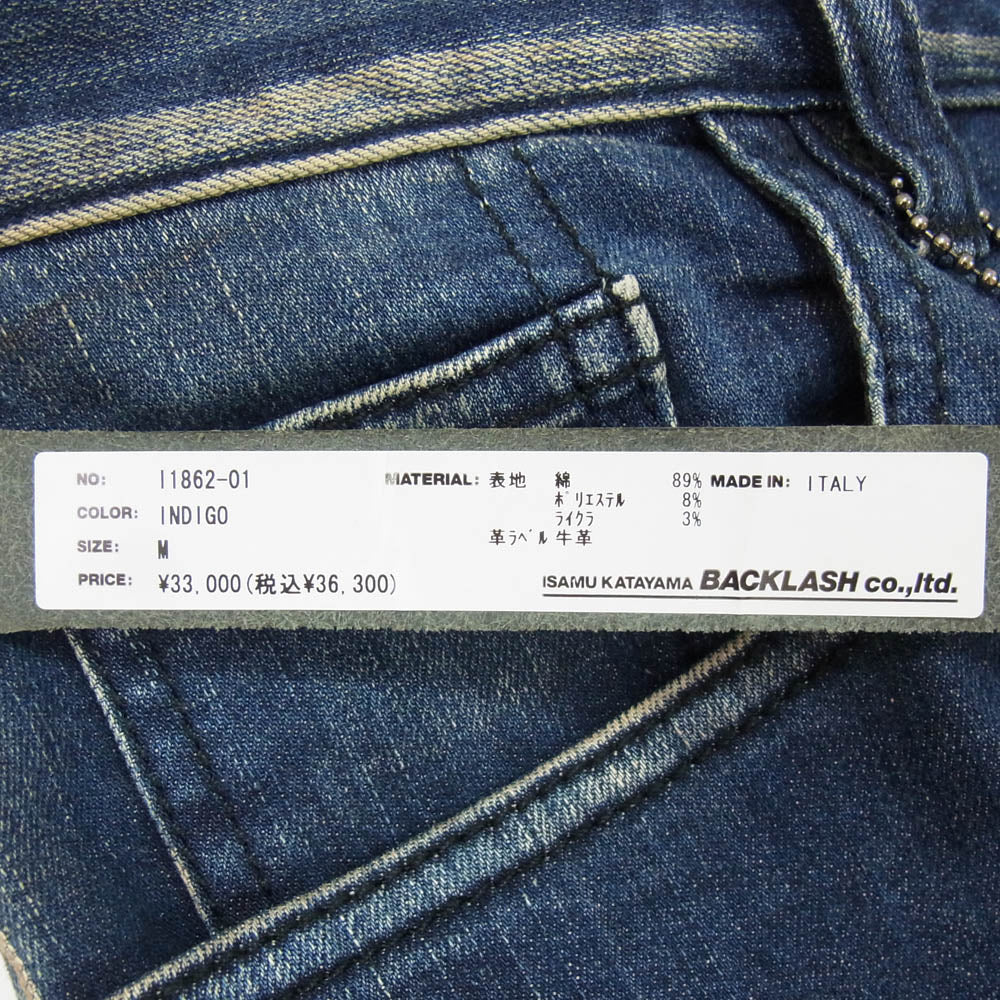 NO: I1862-01
COLOR: INDIGO
SIZE: M
PRICE: ¥33,000(税込¥36,300)
MATERIAL: 表地 綿 89%
ポリエステル 8%
ライクラ 3%
革ラベル 牛革
MADE IN: ITALY
ISAMU KATAYAMA BACKLASH co.,ltd.